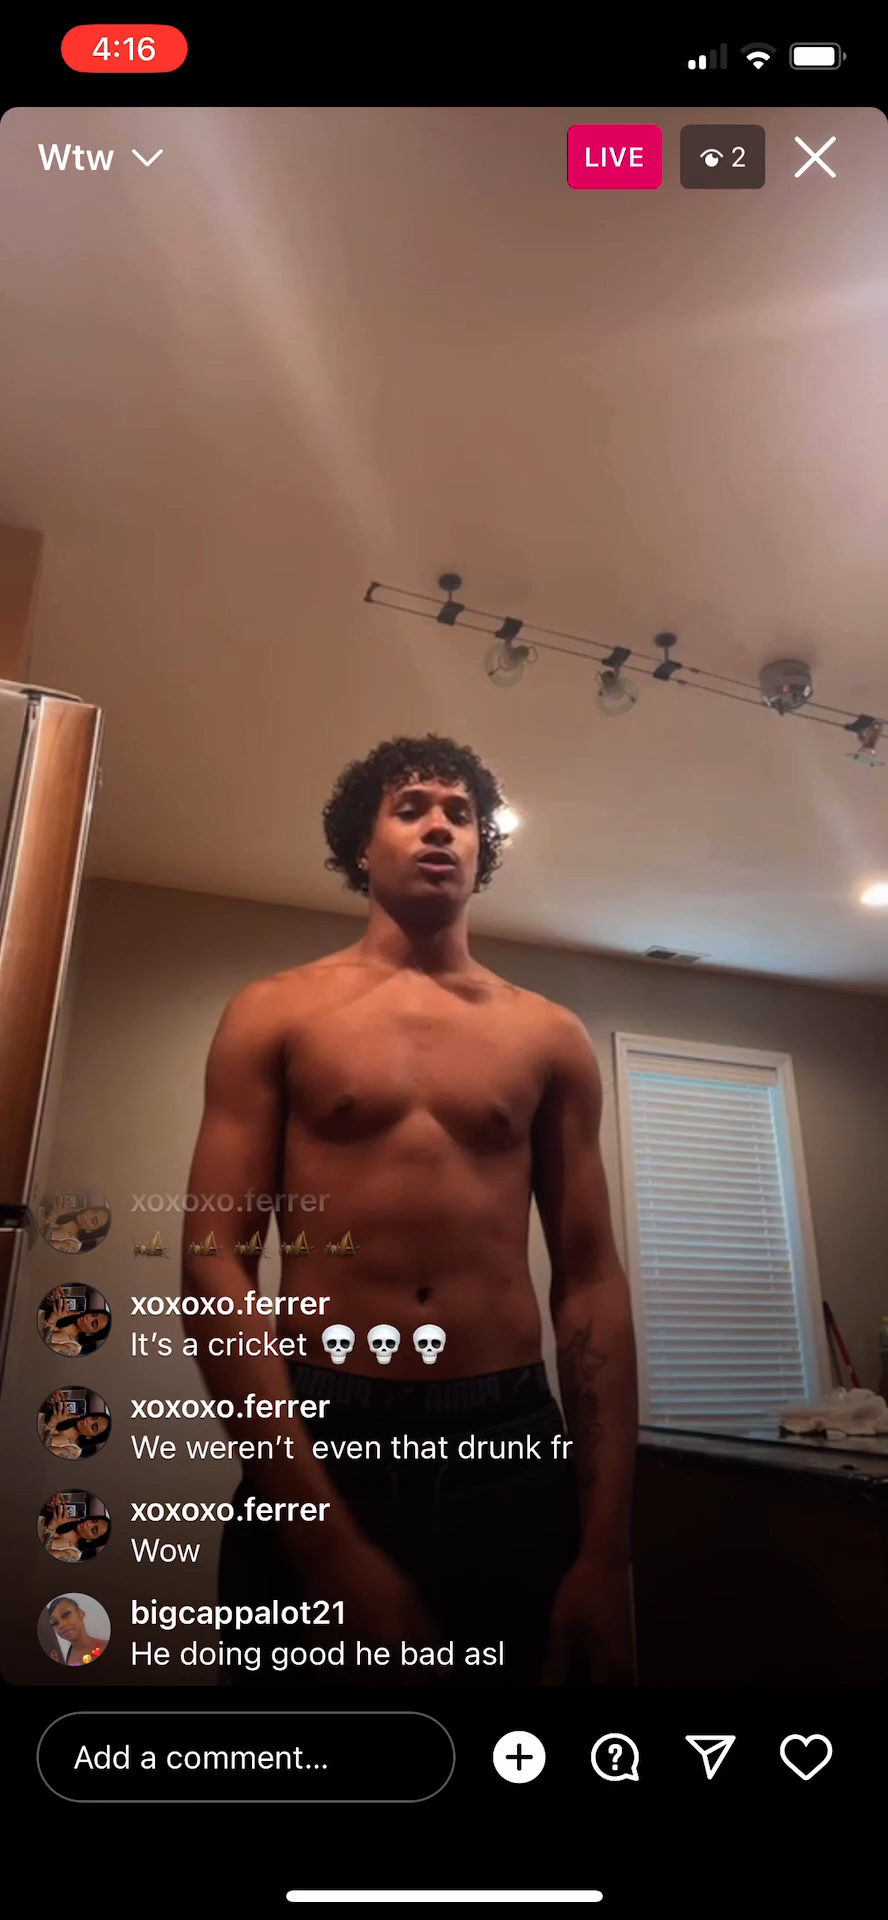 4:16
Wtw
LIVE
2
xoxoxo.ferrer
xoxoxo.ferrer
It’s a cricket 💀💀💀
xoxoxo.ferrer
We weren’t  even that drunk fr
xoxoxo.ferrer
Wow
bigcappalot21
He doing good he bad asl
Add a comment...